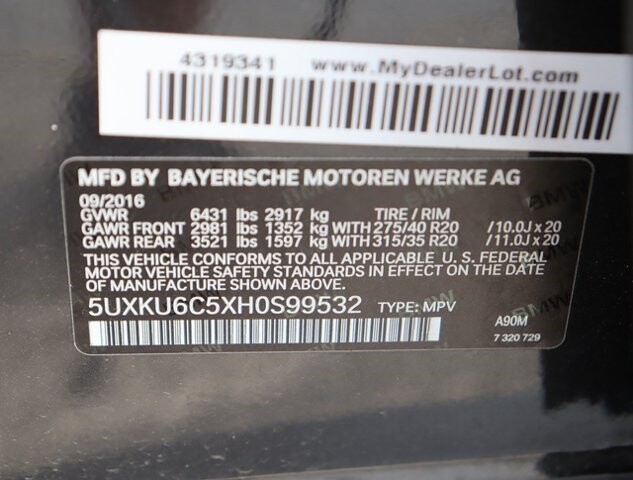 4319341 www.MyDealerLot.com
MFD BY BAYERISCHE MOTOREN WERKE AG
09/2016
GVWR 6431 lbs 2917 kg TIRE / RIM
GAWR FRONT 2981 lbs 1352 kg WITH 275/40 R20 /10.0J x 20
GAWR REAR 3521 lbs 1597 kg WITH 315/35 R20 /11.0J x 20
THIS VEHICLE CONFORMS TO ALL APPLICABLE U. S. FEDERAL
MOTOR VEHICLE SAFETY STANDARDS IN EFFECT ON THE DATE OF
MANUFACTURE SHOWN ABOVE.
5UXKU6C5XH0S99532 TYPE: MPV
A90M
7 320 729